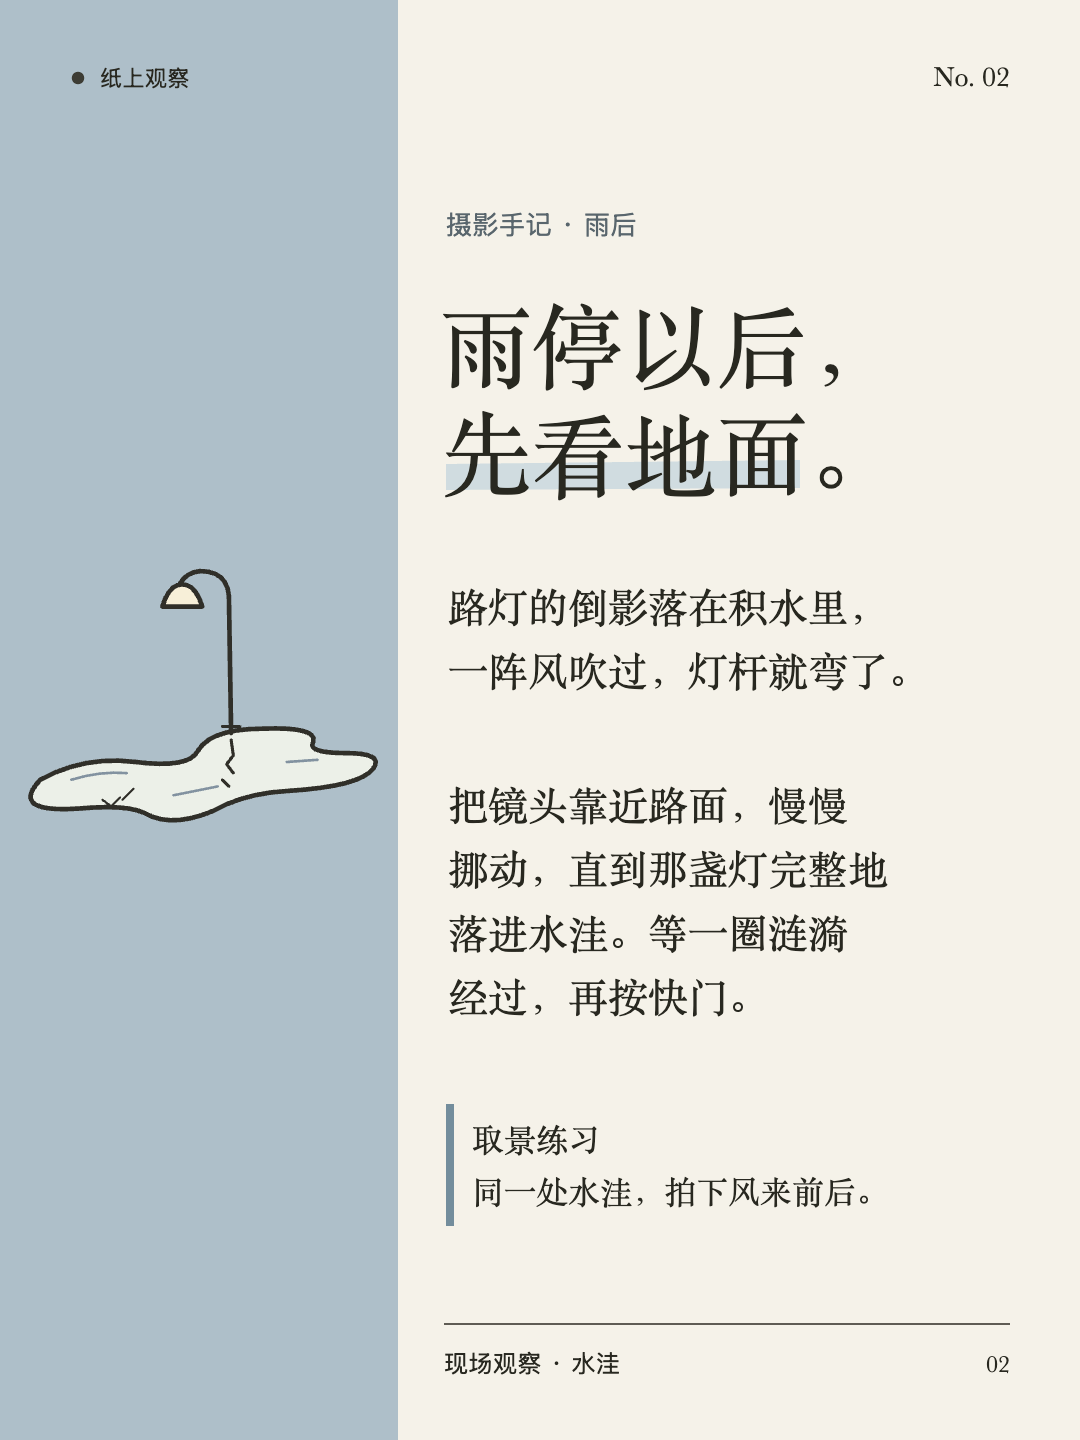 纸上观察
No. 02
摄影手记 · 雨后
雨停以后，
先看地面。
路灯的倒影落在积水里，
一阵风吹过，灯杆就弯了。
把镜头靠近路面，慢慢
挪动，直到那盏灯完整地
落进水洼。等一圈涟漪
经过，再按快门。
取景练习
同一处水洼，拍下风来前后。
现场观察 · 水洼
02